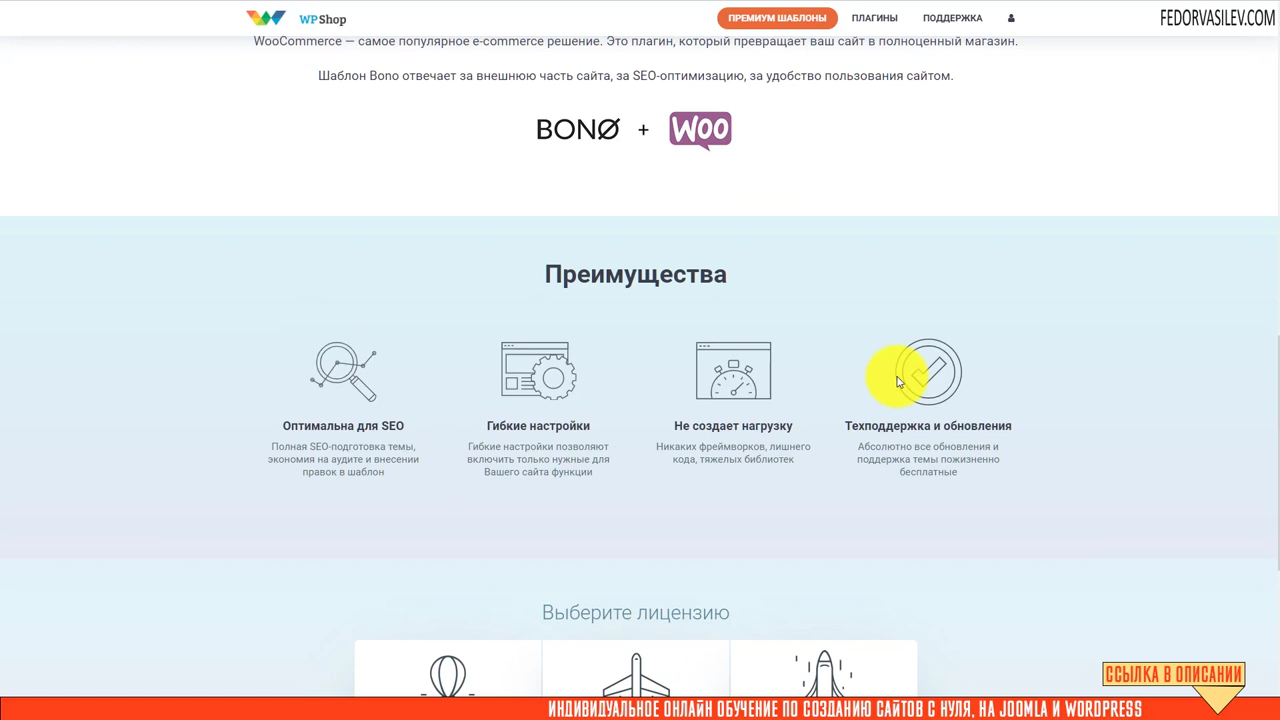 WPShop
ПРЕМИУМ ШАБЛОНЫ
ПЛАГИНЫ
ПОДДЕРЖКА
FEDORVASILEV.COM
WooCommerce — самое популярное e-commerce решение. Это плагин, который превращает ваш сайт в полноценный магазин.
Шаблон Bono отвечает за внешнюю часть сайта, за SEO-оптимизацию, за удобство пользования сайтом.
BONO + WOO
Преимущества
Оптимальна для SEO
Полная SEO-подготовка темы,
экономия на аудите и внесении
правок в шаблон
Гибкие настройки
Гибкие настройки позволяют
включить только нужные для
Вашего сайта функции
Не создает нагрузку
Никаких фреймворков, лишнего
кода, тяжелых библиотек
Техподдержка и обновления
Абсолютно все обновления и
поддержка темы пожизненно
бесплатные
Выберите лицензию
ССЫЛКА В ОПИСАНИИ
ИНДИВИДУАЛЬНОЕ ОНЛАЙН ОБУЧЕНИЕ ПО СОЗДАНИЮ САЙТОВ С НУЛЯ, НА JOOMLA И WORDPRESS